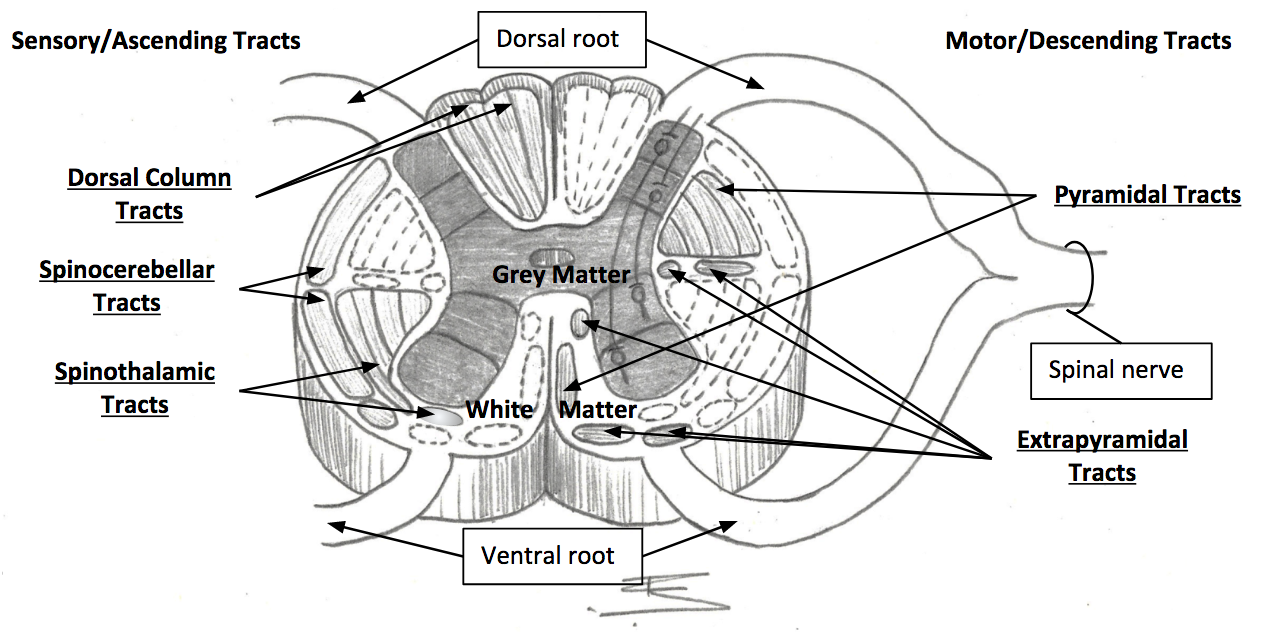 Sensory/Ascending Tracts
Dorsal root
Motor/Descending Tracts
Dorsal Column
Tracts
Pyramidal Tracts
Spinocerebellar
Tracts
Grey Matter
Spinothalamic
Tracts
Spinal nerve
White Matter
Extrapyramidal
Tracts
Ventral root